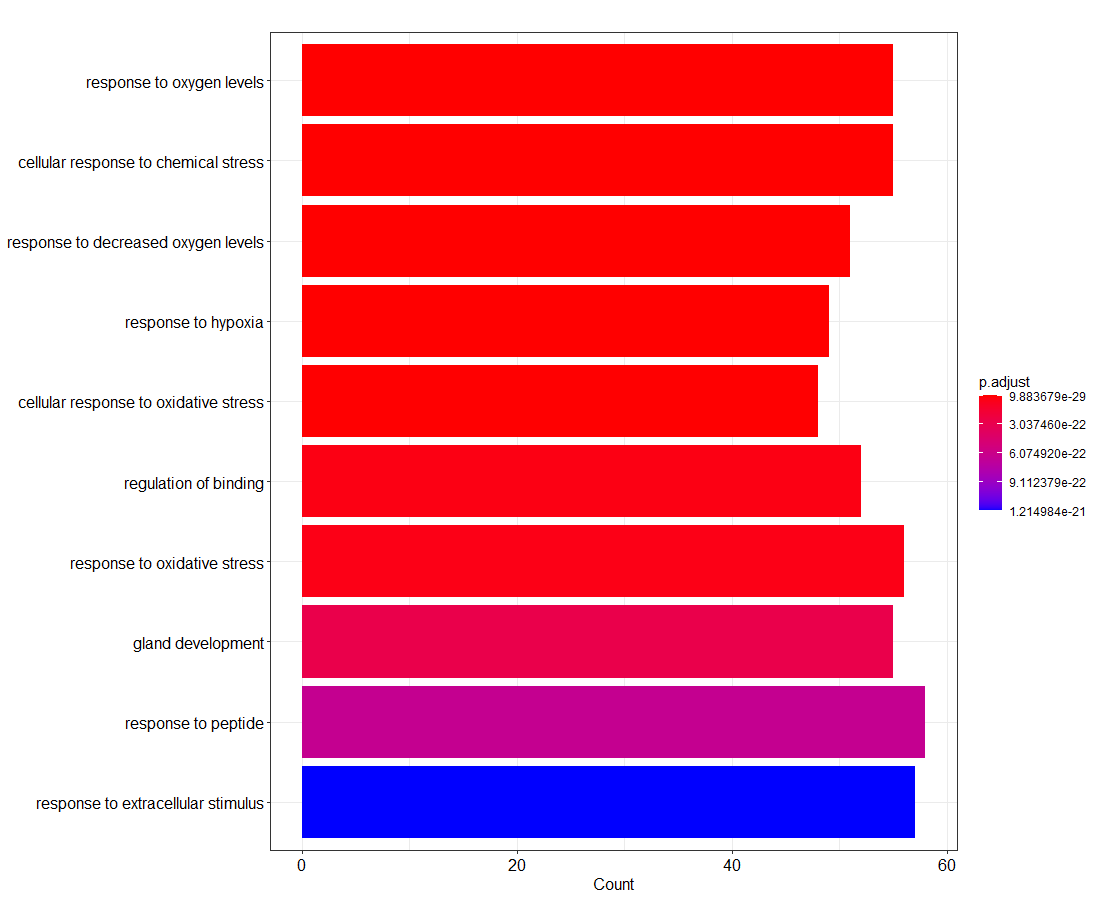 response to oxygen levels
cellular response to chemical stress
response to decreased oxygen levels
response to hypoxia
cellular response to oxidative stress
regulation of binding
response to oxidative stress
gland development
response to peptide
response to extracellular stimulus
0 20 40 60
Count
p.adjust
9.883679e-29
3.037460e-22
6.074920e-22
9.112379e-22
1.214984e-21